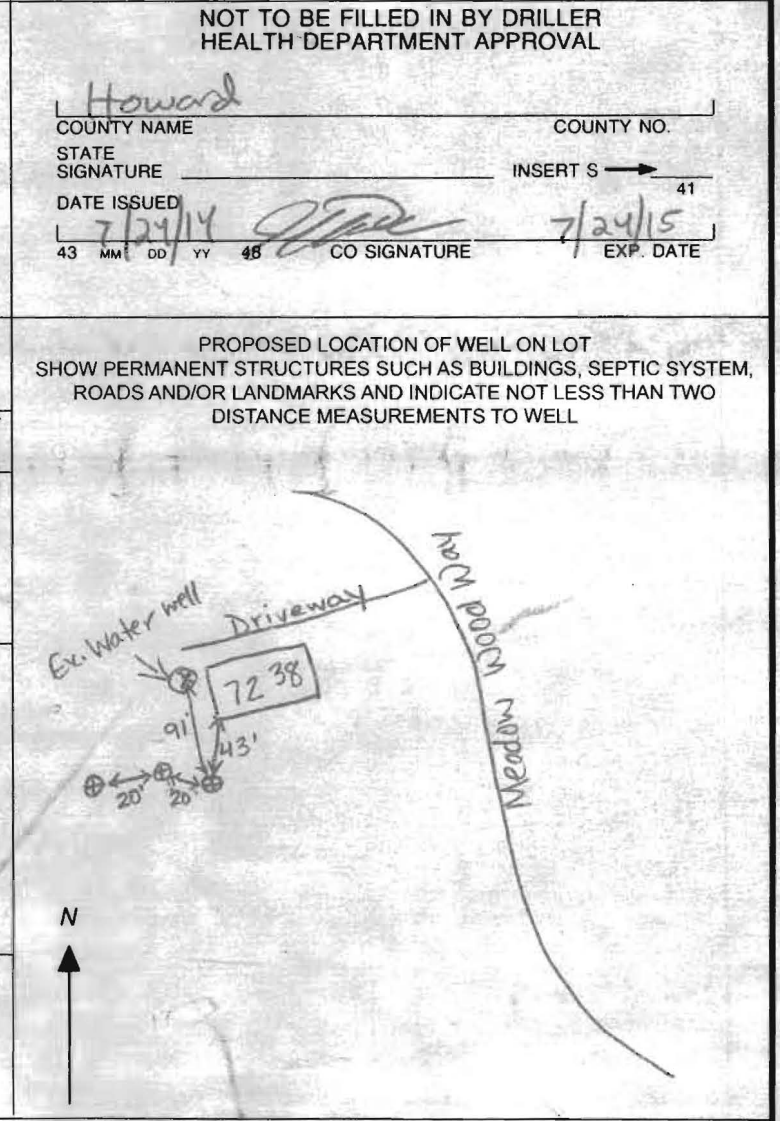 NOT TO BE FILLED IN BY DRILLER
HEALTH DEPARTMENT APPROVAL
Howard
COUNTY NAME COUNTY NO.
STATE
SIGNATURE INSERT S
41
DATE ISSUED
7/24/14 7/24/15
43 MM DD YY 48 CO SIGNATURE EXP. DATE
PROPOSED LOCATION OF WELL ON LOT
SHOW PERMANENT STRUCTURES SUCH AS BUILDINGS, SEPTIC SYSTEM,
ROADS AND/OR LANDMARKS AND INDICATE NOT LESS THAN TWO
DISTANCE MEASUREMENTS TO WELL
Meadow Wood Way
Driveway
Ex. Water well
7238
91'
43'
20'
20'
N